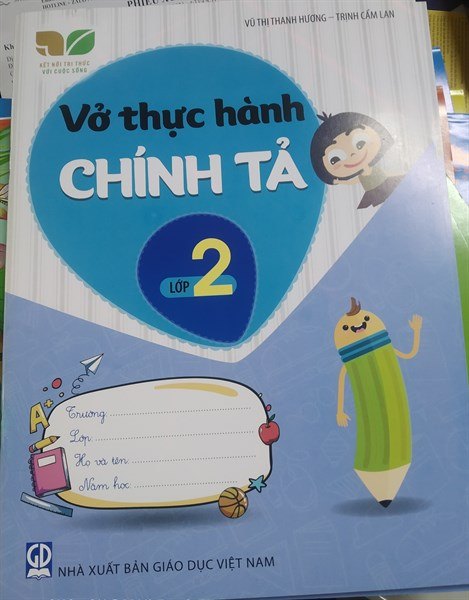 VŨ THỊ THANH HƯƠNG – TRỊNH CẨM LAN
KẾT NỐI TRI THỨC
VỚI CUỘC SỐNG
Vở thực hành
CHÍNH TẢ
LỚP 2
A+
Trường:
Lớp:
Họ và tên:
Năm học:
GD
NHÀ XUẤT BẢN GIÁO DỤC VIỆT NAM